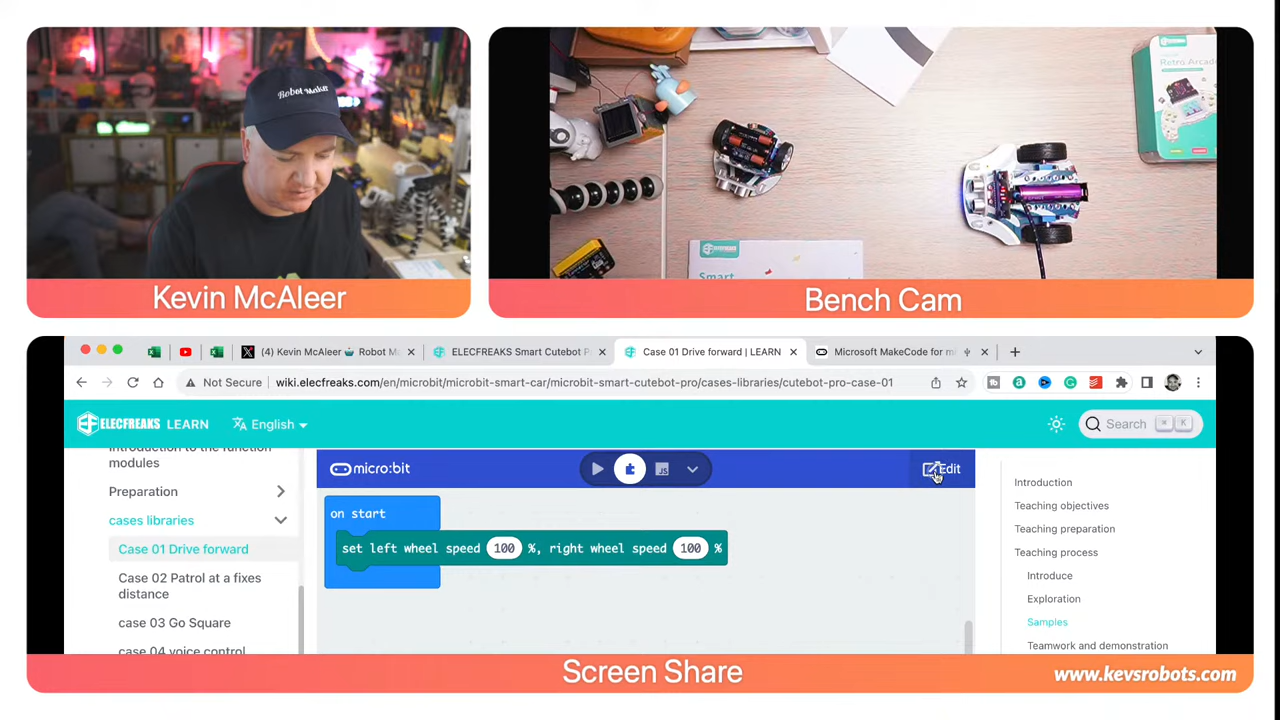 Robot Maker
Kevin McAleer
Retro Arcade
Smart
Bench Cam
(4) Kevin McAleer 🤖 Robot M
ELECFREAKS Smart Cutebot P
Case 01 Drive forward | LEARN
Microsoft MakeCode for m
Not Secure
wiki.elecfreaks.com/en/microbit/microbit-smart-car/microbit-smart-cutebot-pro/cases-libraries/cutebot-pro-case-01
ELECFREAKS LEARN
English
Search ⌘ K
Introduction to the function
modules
Preparation
cases libraries
Case 01 Drive forward
Case 02 Patrol at a fixes
distance
case 03 Go Square
case 04 voice control
micro:bit
JS
Edit
on start
set left wheel speed 100 %, right wheel speed 100 %
Introduction
Teaching objectives
Teaching preparation
Teaching process
Introduce
Exploration
Samples
Teamwork and demonstration
Screen Share
www.kevsrobots.com